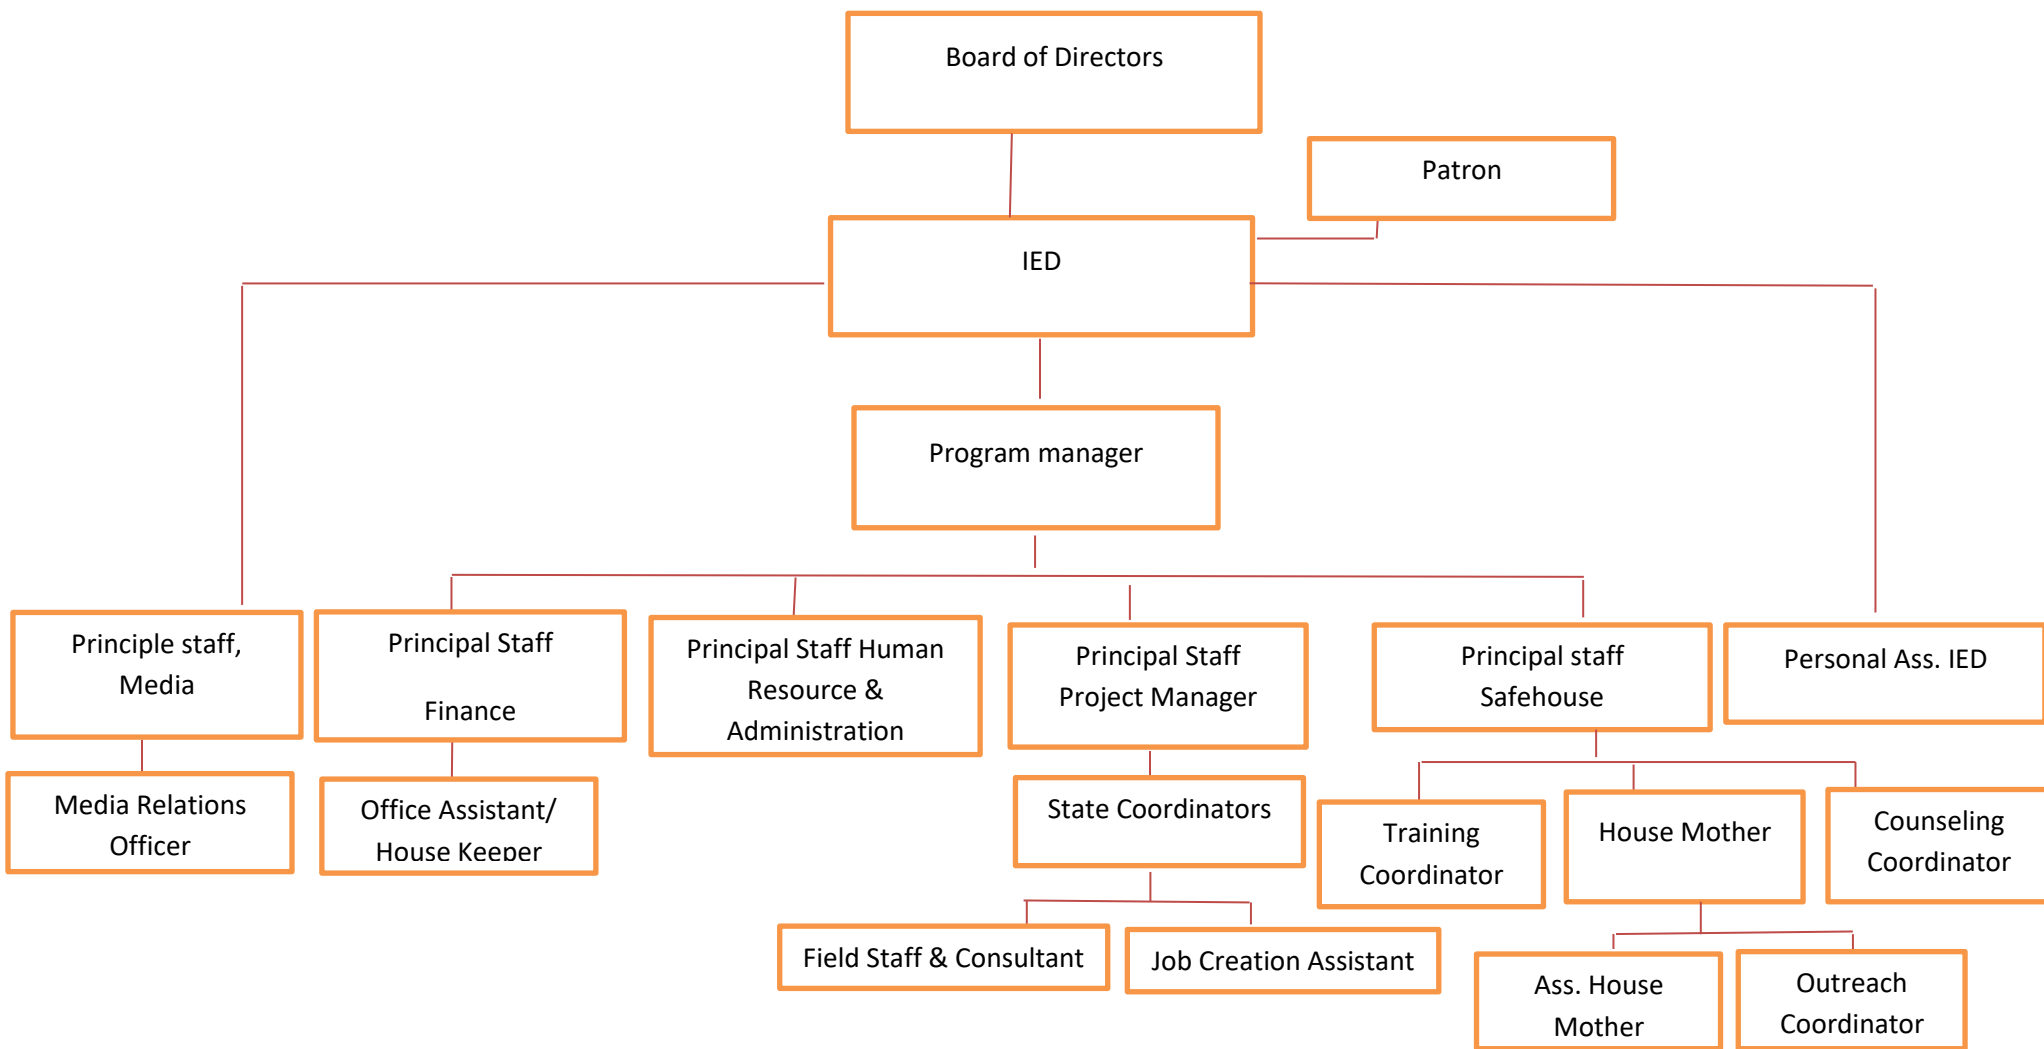 Board of Directors
Patron
IED
Program manager
Principle staff,
Media
Principal Staff
Finance
Principal Staff Human
Resource &
Administration
Principal Staff
Project Manager
Principal staff
Safehouse
Personal Ass. IED
Media Relations
Officer
Office Assistant/
House Keeper
State Coordinators
Training
Coordinator
House Mother
Counseling
Coordinator
Field Staff & Consultant
Job Creation Assistant
Ass. House
Mother
Outreach
Coordinator